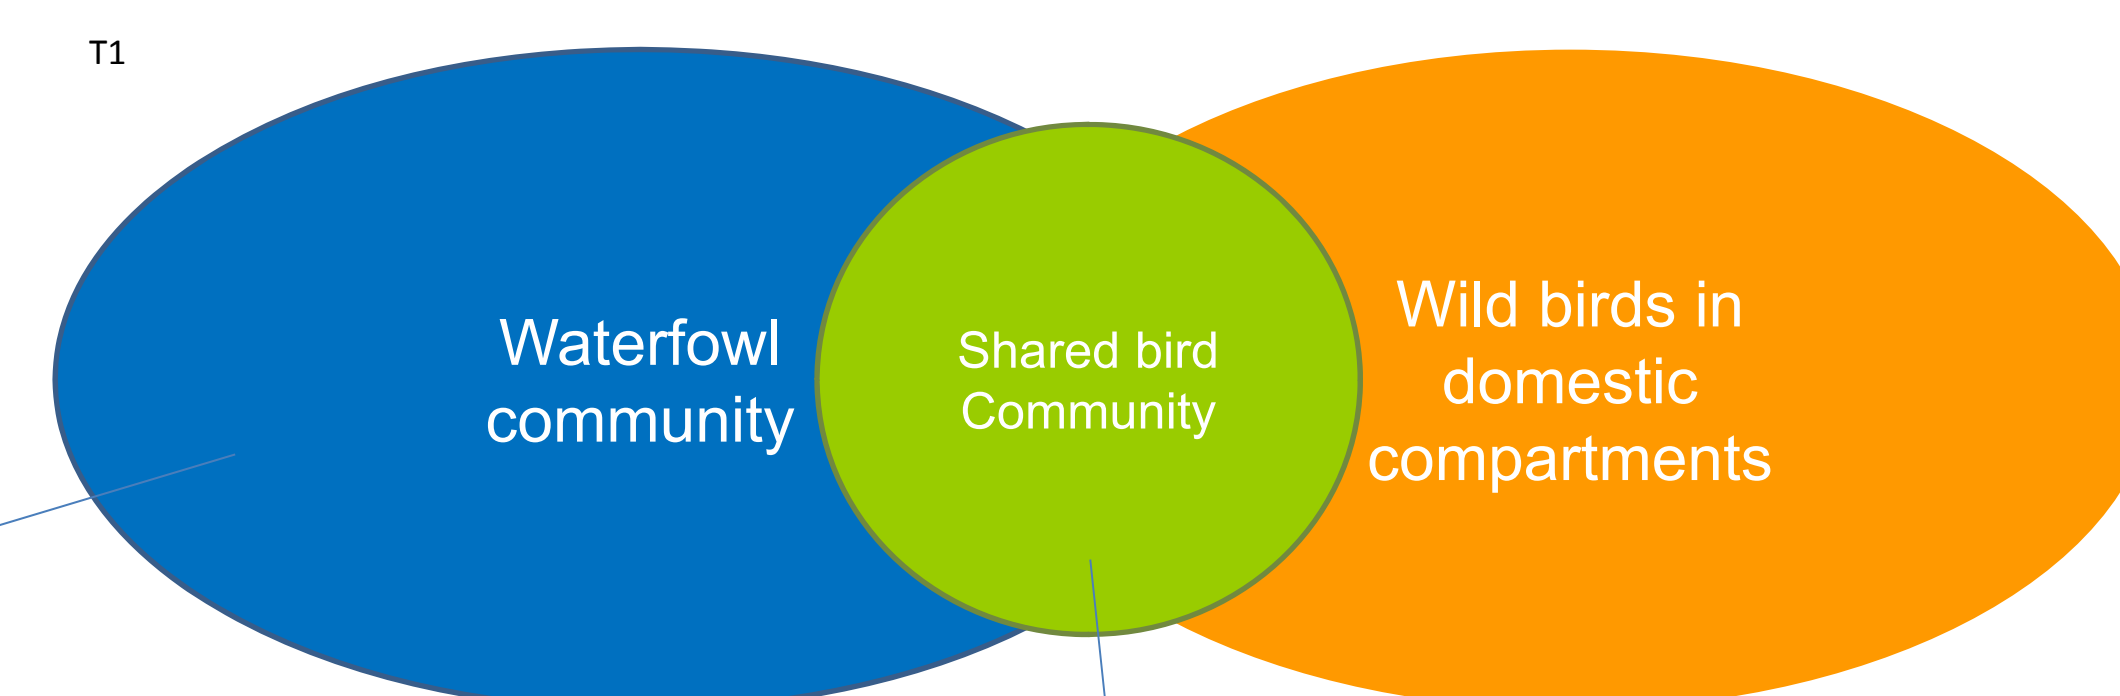 T1
Waterfowl
community
Shared bird
Community
Wild birds in
domestic
compartments